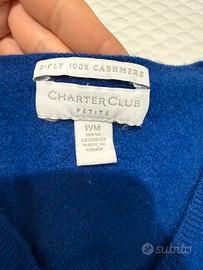 2-PLY 100% CASHMERE
CHARTER CLUB
PETITE
P/M
100%
CASHMERE
MADE IN
CHINA
subito